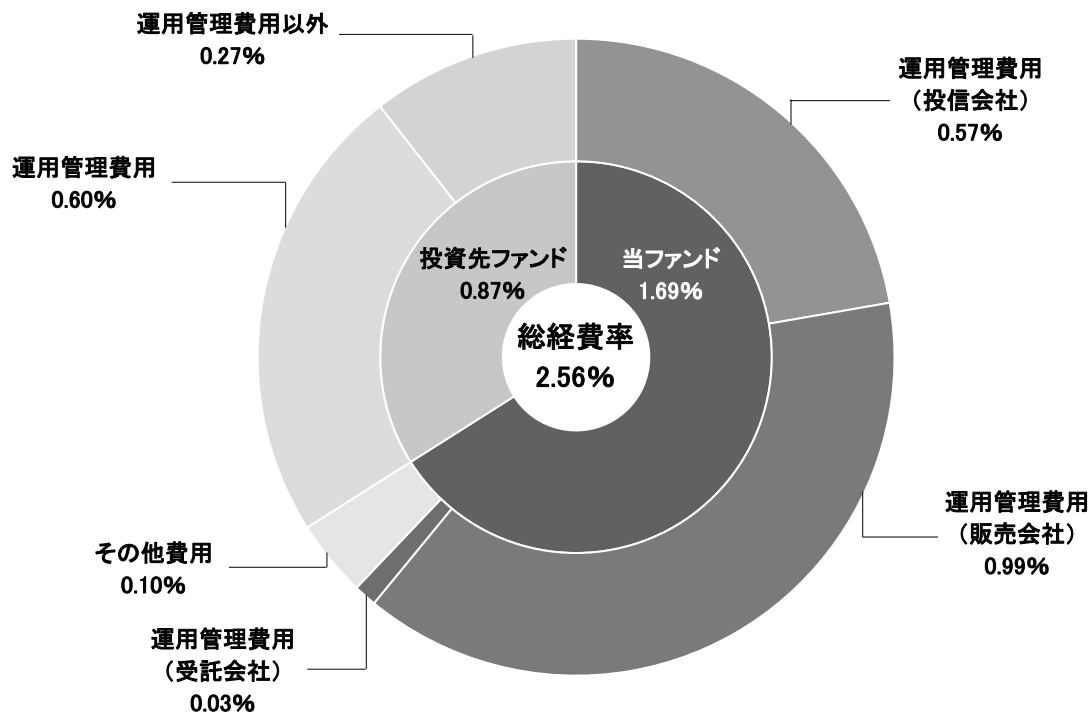 運用管理費用以外
0.27%
運用管理費用
（投信会社）
0.57%
運用管理費用
0.60%
投資先ファンド
0.87%
当ファンド
1.69%
総経費率
2.56%
運用管理費用
（販売会社）
0.99%
その他費用
0.10%
運用管理費用
（受託会社）
0.03%